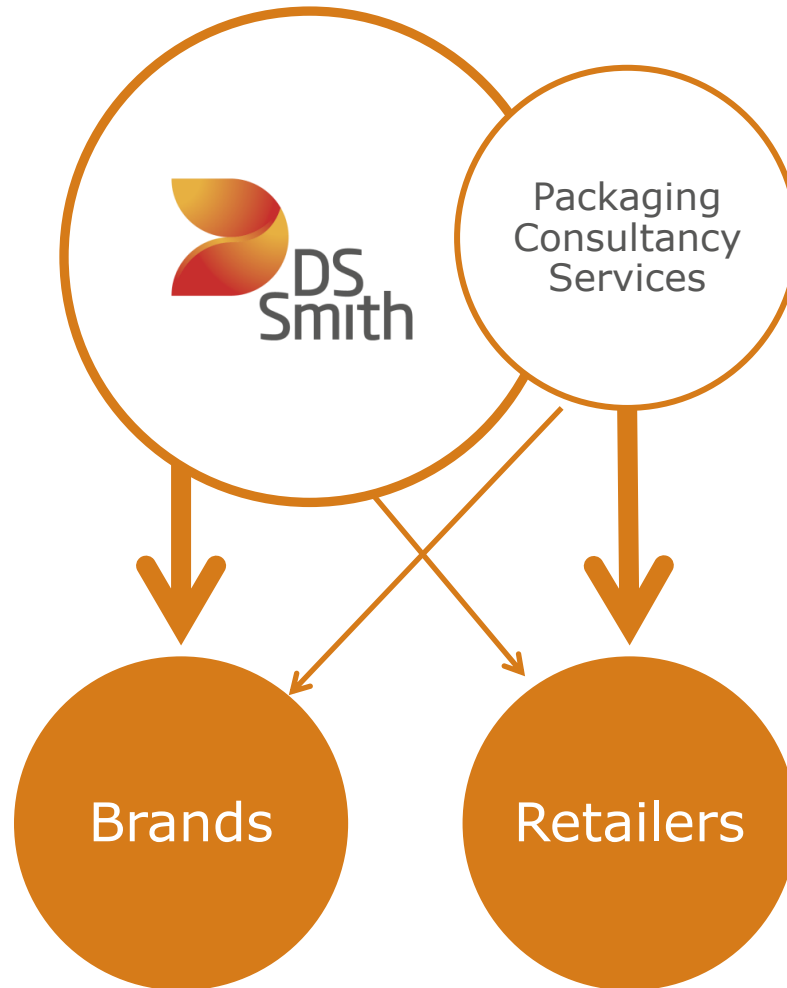 DS
Smith
Packaging
Consultancy
Services
Brands
Retailers